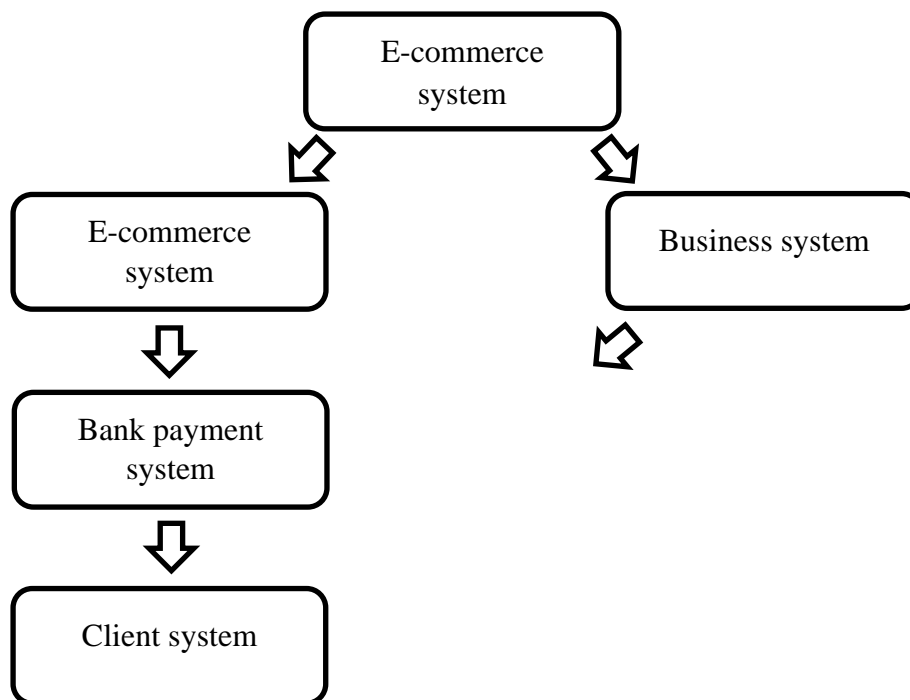 E-commerce
system
E-commerce
system
Business system
Bank payment
system
Client system